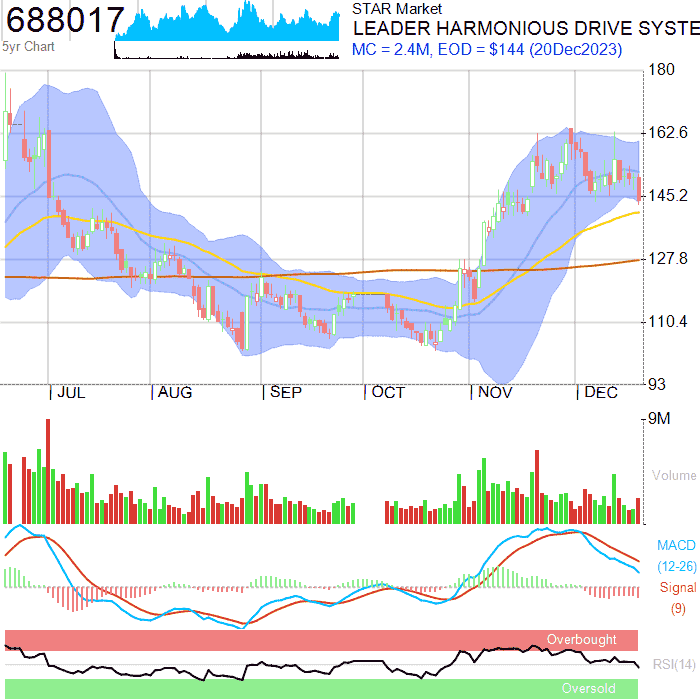 688017
5yr Chart
STAR Market
LEADER HARMONIOUS DRIVE SYSTE
MC = 2.4M, EOD = $144 (20Dec2023)
180
162.6
145.2
127.8
110.4
93
JUL AUG SEP OCT NOV DEC
9M
Volume
MACD
(12-26)
Signal
(9)
Overbought
RSI(14)
Oversold